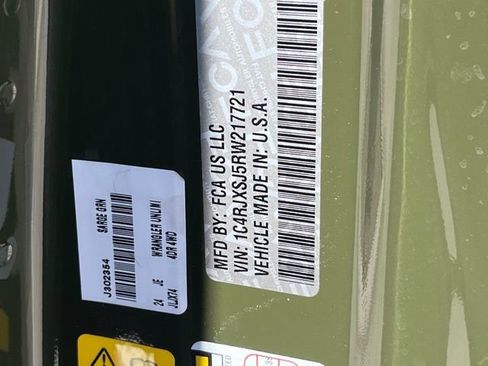 J302354 SARGE GRN
24 JE WRANGLER UNLIMI
JLJX74 4DR 4WD
MFD BY: FCA US LLC
VIN: 1C4RJXSJ5RW217721
VEHICLE MADE IN: U.S.A.